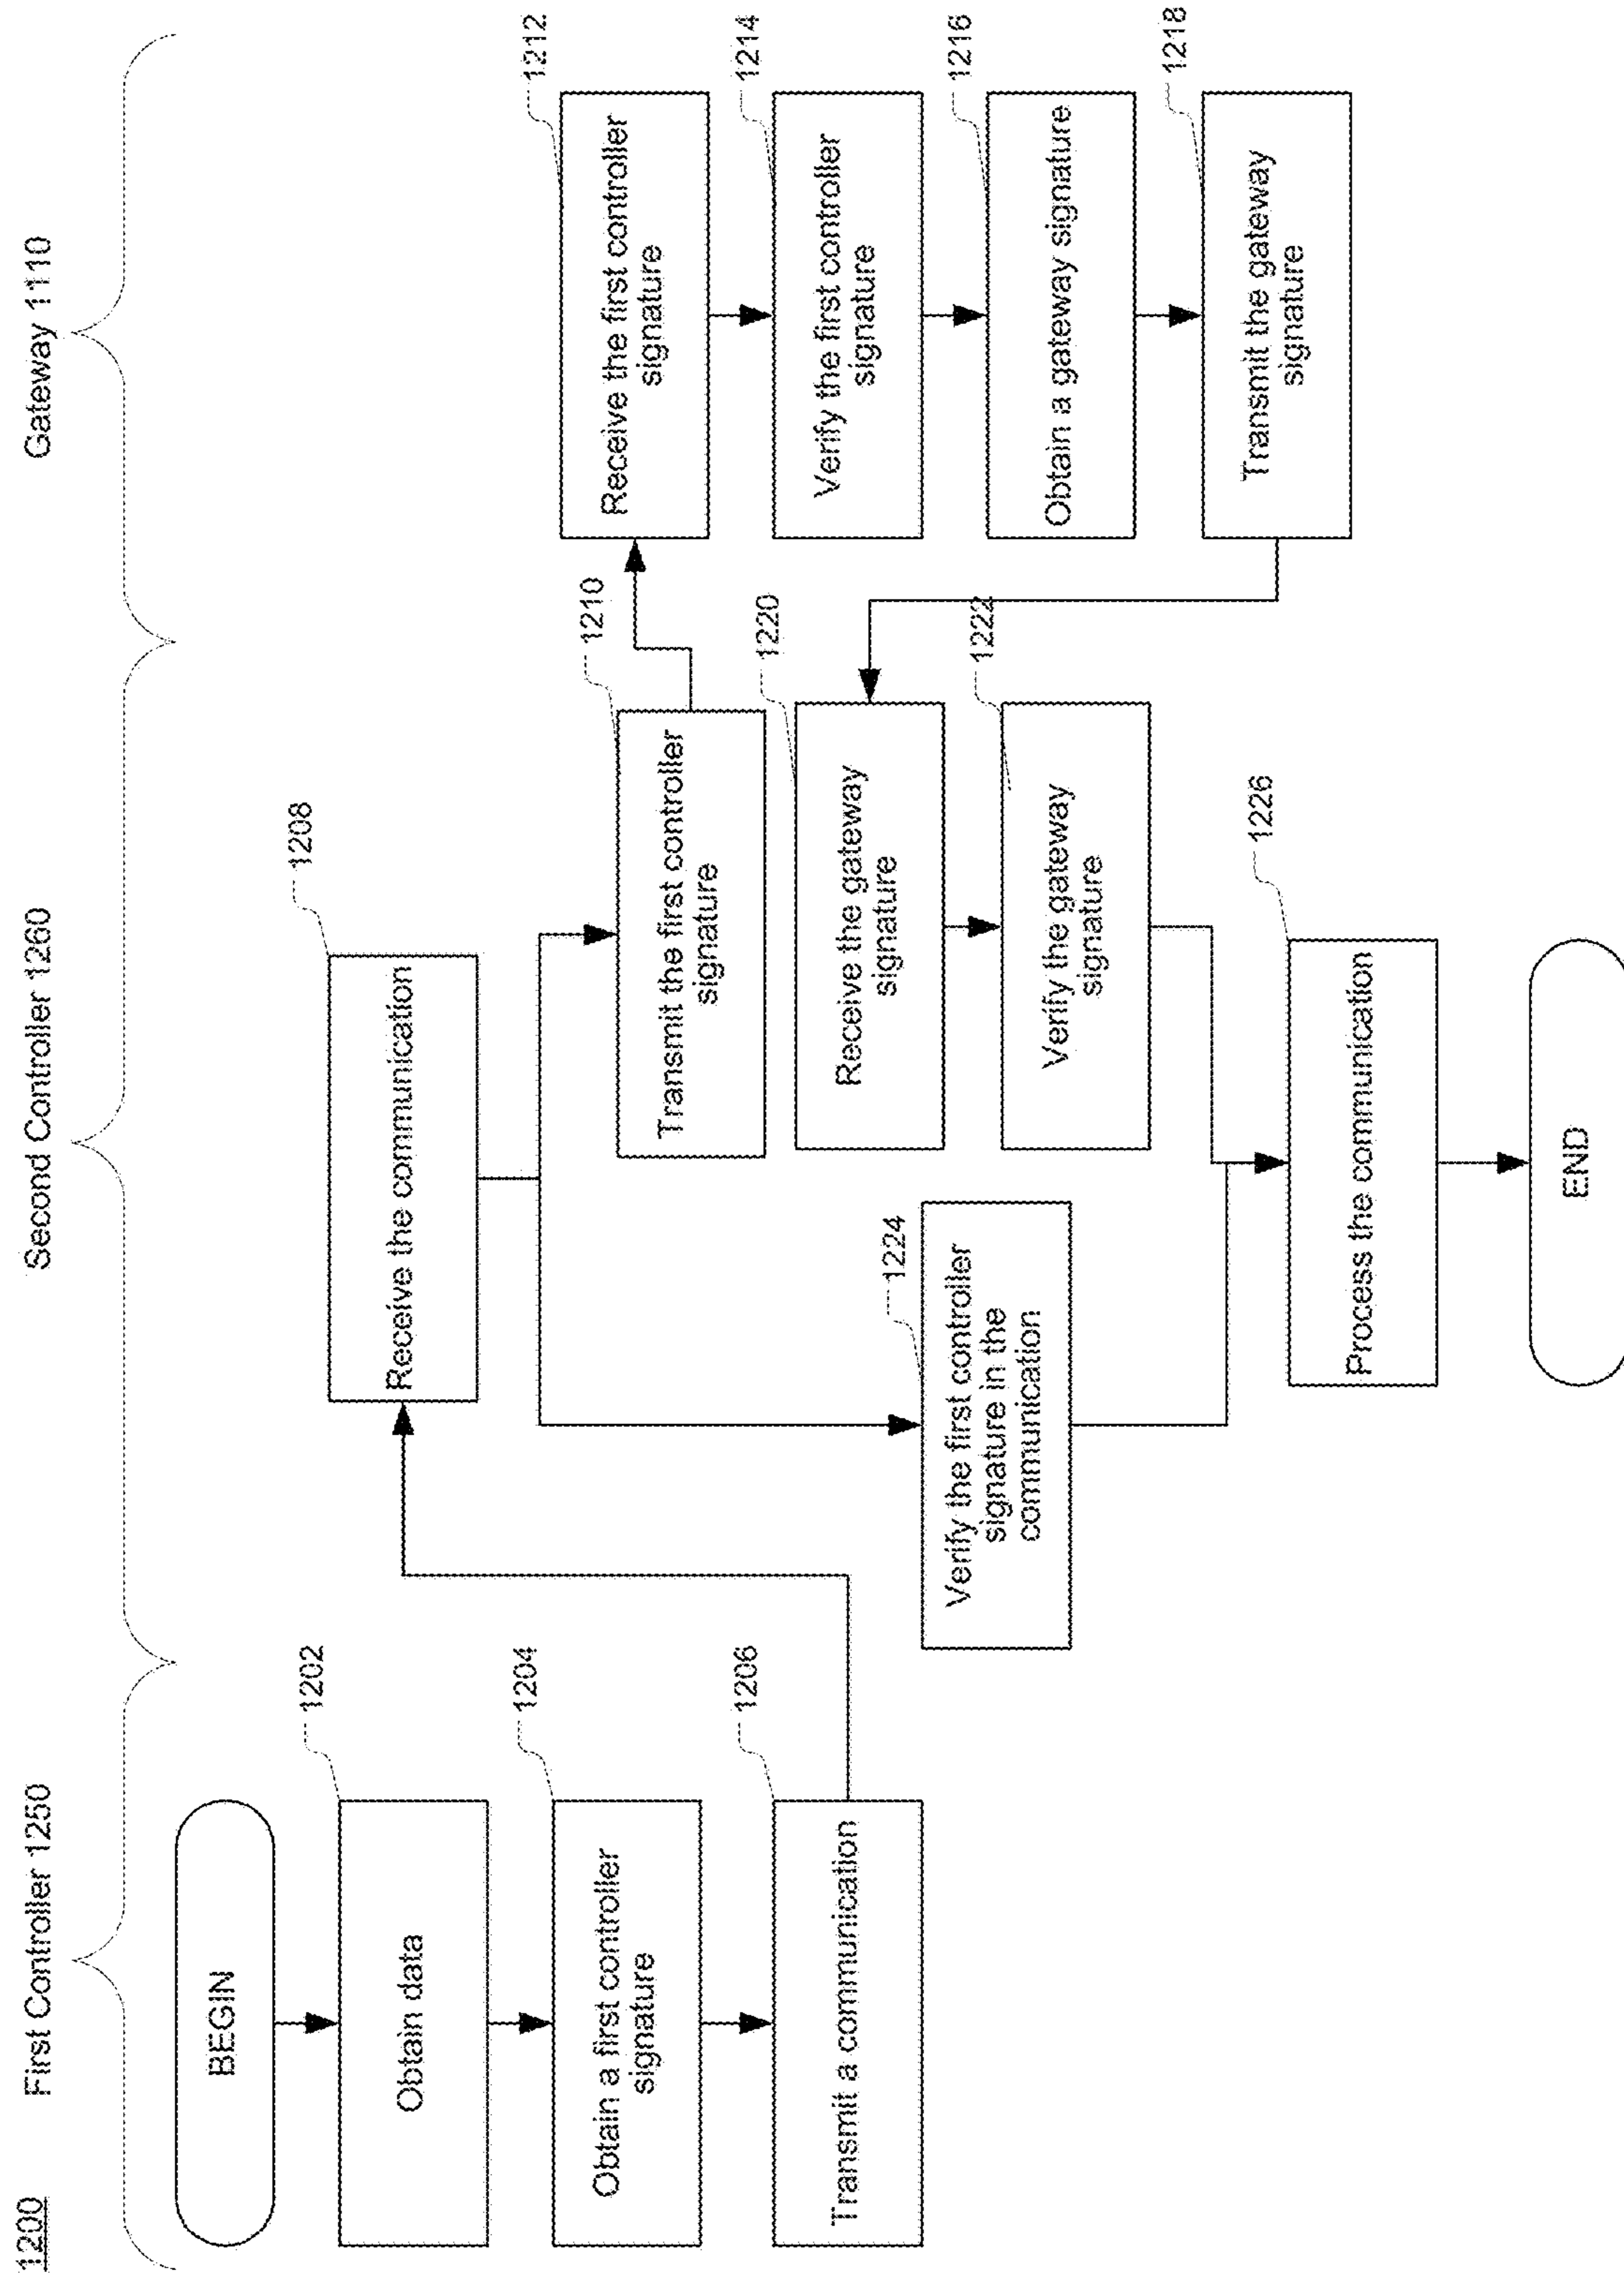 1200
First Controller 1250
Second Controller 1260
Gateway 1110
BEGIN
1202
Obtain data
1204
Obtain a first controller
signature
1206
Transmit a communication
1208
Receive the communication
1210
Transmit the first controller
signature
1212
Receive the first controller
signature
1214
Verify the first controller
signature
1216
Obtain a gateway signature
1218
Transmit the gateway
signature
1220
Receive the gateway
signature
1222
Verify the gateway
signature
1224
Verify the first controller
signature in the
communication
1226
Process the communication
END